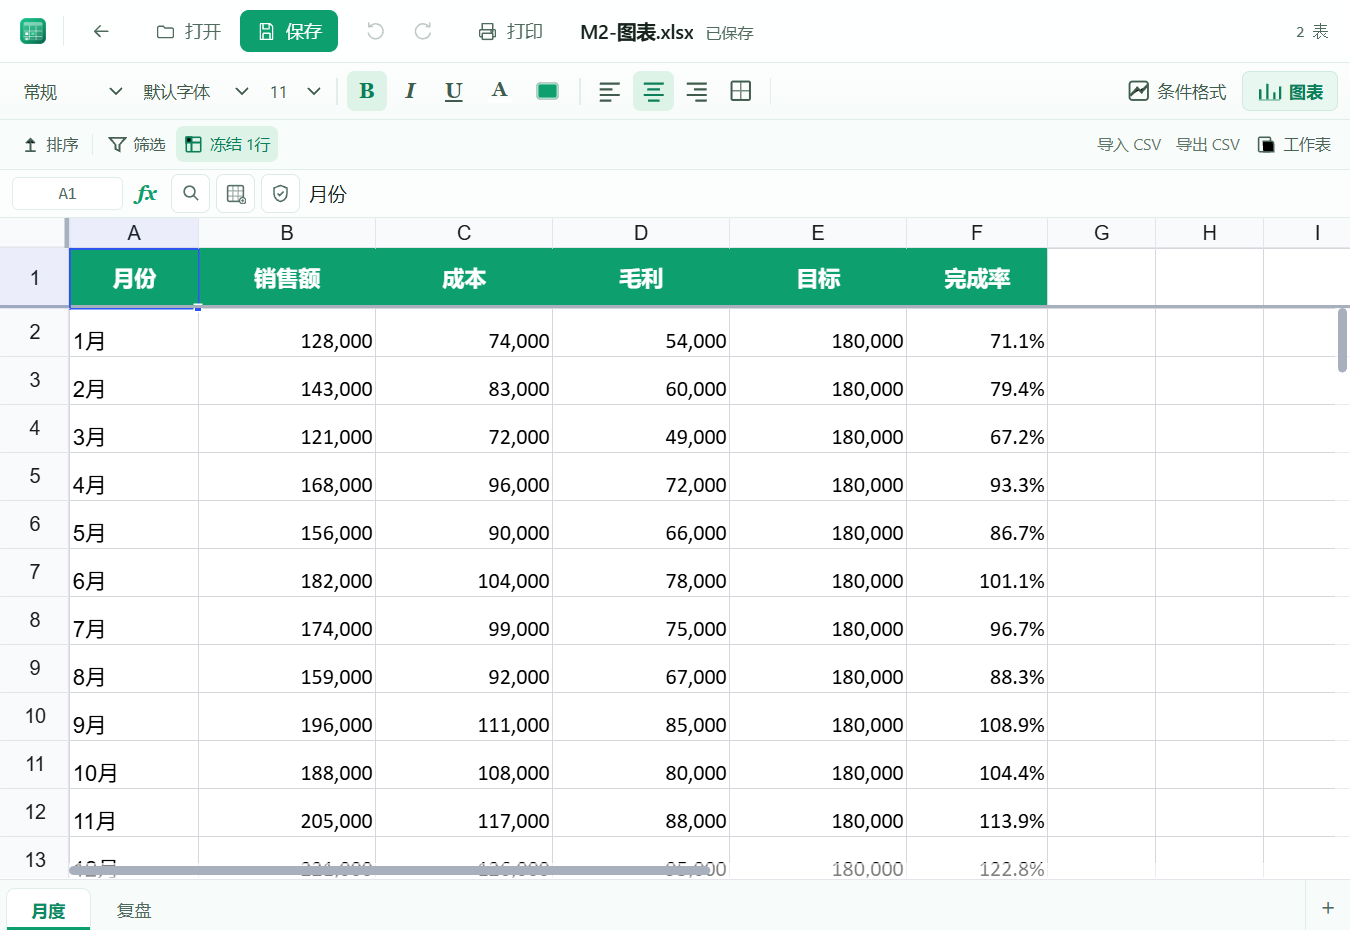 打开 保存 打印 M2-图表.xlsx 已保存 2 表
常规 默认字体 11 B I U A 条件格式 图表
排序 筛选 冻结 1行 导入 CSV 导出 CSV 工作表
A1 fx 月份
A B C D E F G H I
1 月份 销售额 成本 毛利 目标 完成率
2 1月 128,000 74,000 54,000 180,000 71.1%
3 2月 143,000 83,000 60,000 180,000 79.4%
4 3月 121,000 72,000 49,000 180,000 67.2%
5 4月 168,000 96,000 72,000 180,000 93.3%
6 5月 156,000 90,000 66,000 180,000 86.7%
7 6月 182,000 104,000 78,000 180,000 101.1%
8 7月 174,000 99,000 75,000 180,000 96.7%
9 8月 159,000 92,000 67,000 180,000 88.3%
10 9月 196,000 111,000 85,000 180,000 108.9%
11 10月 188,000 108,000 80,000 180,000 104.4%
12 11月 205,000 117,000 88,000 180,000 113.9%
13 12月 180,000 122.8%
月度 复盘 +